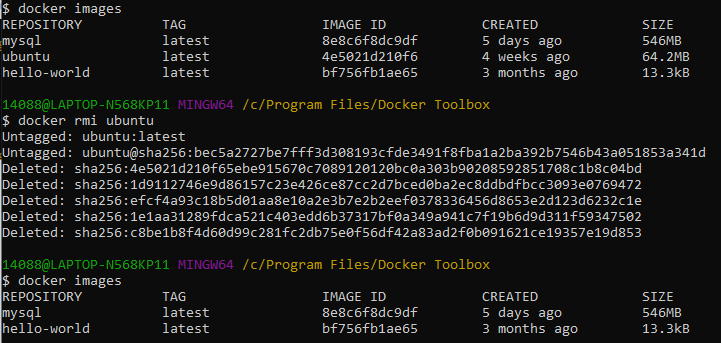 $ docker images
REPOSITORY TAG IMAGE ID CREATED SIZE
mysql latest 8e8c6f8dc9df 5 days ago 546MB
ubuntu latest 4e5021d210f6 4 weeks ago 64.2MB
hello-world latest bf756fb1ae65 3 months ago 13.3kB
14088@LAPTOP-N568KP11 MINGW64 /c/Program Files/Docker Toolbox
$ docker rmi ubuntu
Untagged: ubuntu:latest
Untagged: ubuntu@sha256:bec5a2727be7fff3d308193cfde3491f8fba1a2ba392b7546b43a051853a341d
Deleted: sha256:4e5021d210f65ebe915670c7089120120bc0a303b90208592851708c1b8c04bd
Deleted: sha256:1d9112746e9d86157c23e426ce87cc2d7bced0ba2ec8ddbdfbcc3093e0769472
Deleted: sha256:efcf4a93c18b5d01aa8e10a2e3b7e2b2eef0378336456d8653e2d123d6232c1e
Deleted: sha256:1e1aa31289fdca521c403edd6b37317bf0a349a941c7f19b6d9d311f59347502
Deleted: sha256:c8be1b8f4d60d99c281fc2db75e0f56df42a83ad2f0b091621ce19357e19d853
14088@LAPTOP-N568KP11 MINGW64 /c/Program Files/Docker Toolbox
$ docker images
REPOSITORY TAG IMAGE ID CREATED SIZE
mysql latest 8e8c6f8dc9df 5 days ago 546MB
hello-world latest bf756fb1ae65 3 months ago 13.3kB